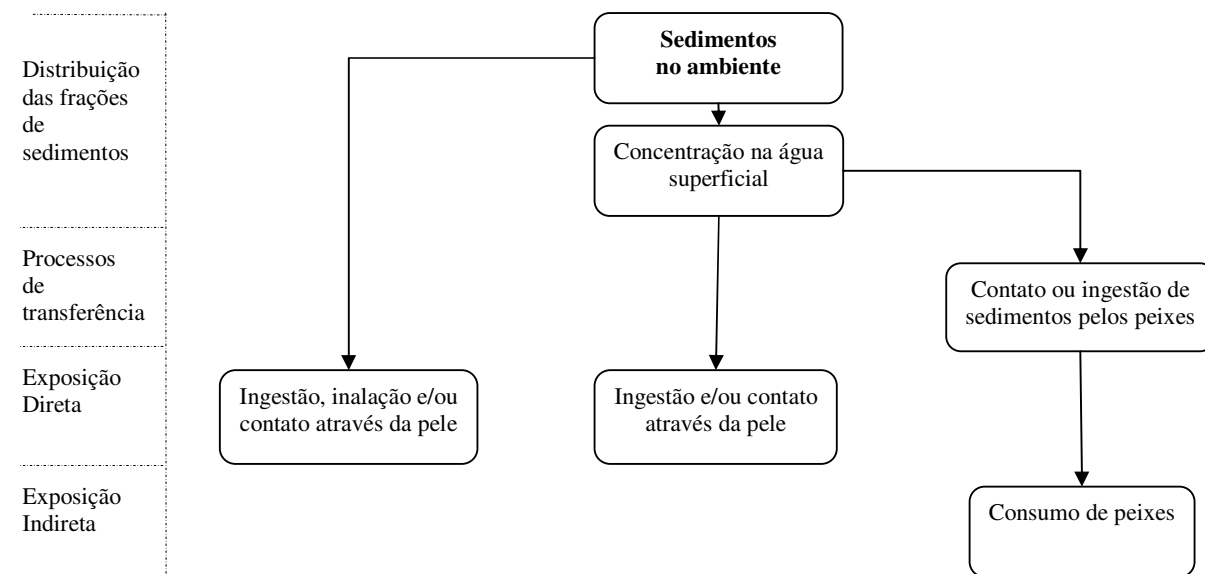 Sedimentos
no ambiente
Distribuição
das frações
de
sedimentos
Concentração na água
superficial
Processos
de
transferência
Contato ou ingestão de
sedimentos pelos peixes
Exposição
Direta
Ingestão, inalação e/ou
contato através da pele
Ingestão e/ou contato
através da pele
Exposição
Indireta
Consumo de peixes